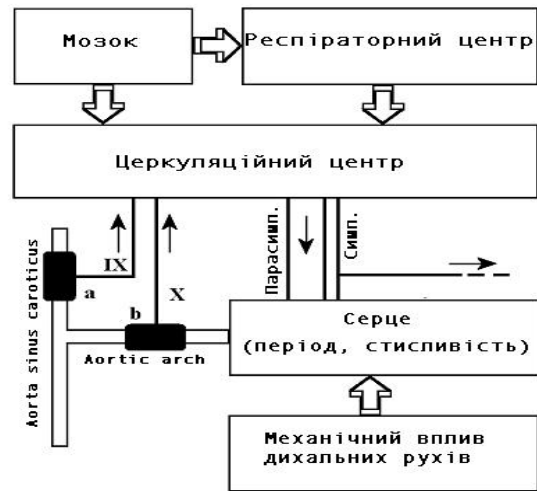 Мозок
Респіраторний центр
Церкуляційний центр
Aorta sinus caroticus
IX
a
X
b
Aortic arch
Парасимп.
Симп.
Серце
(період, стисливість)
Механічний вплив
дихальних рухів